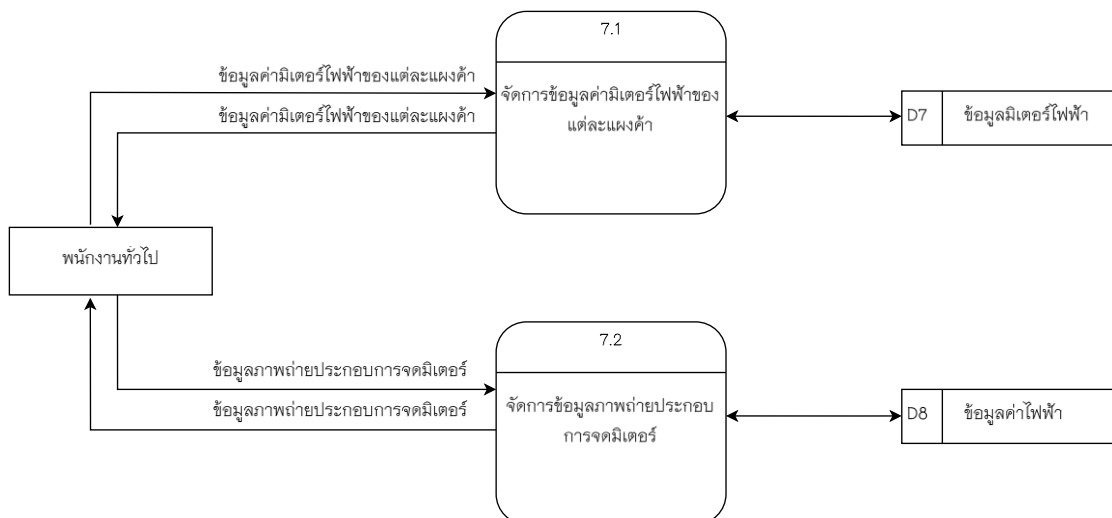 7.1
ข้อมูลค่ามิเตอร์ไฟฟ้าของแต่ละแผงค้า
จัดการข้อมูลค่ามิเตอร์ไฟฟ้าของ
แต่ละแผงค้า
ข้อมูลค่ามิเตอร์ไฟฟ้าของแต่ละแผงค้า
D7 ข้อมูลมิเตอร์ไฟฟ้า
พนักงานทั่วไป
7.2
ข้อมูลภาพถ่ายประกอบการจดมิเตอร์
จัดการข้อมูลภาพถ่ายประกอบ
การจดมิเตอร์
ข้อมูลภาพถ่ายประกอบการจดมิเตอร์
D8 ข้อมูลค่าไฟฟ้า